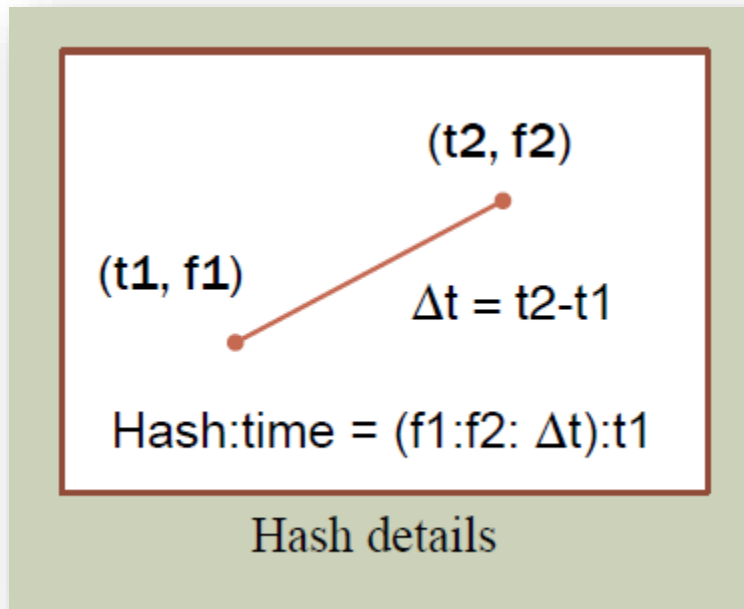 (t2, f2)
(t1, f1)
Δt = t2-t1
Hash:time = (f1:f2: Δt):t1
Hash details